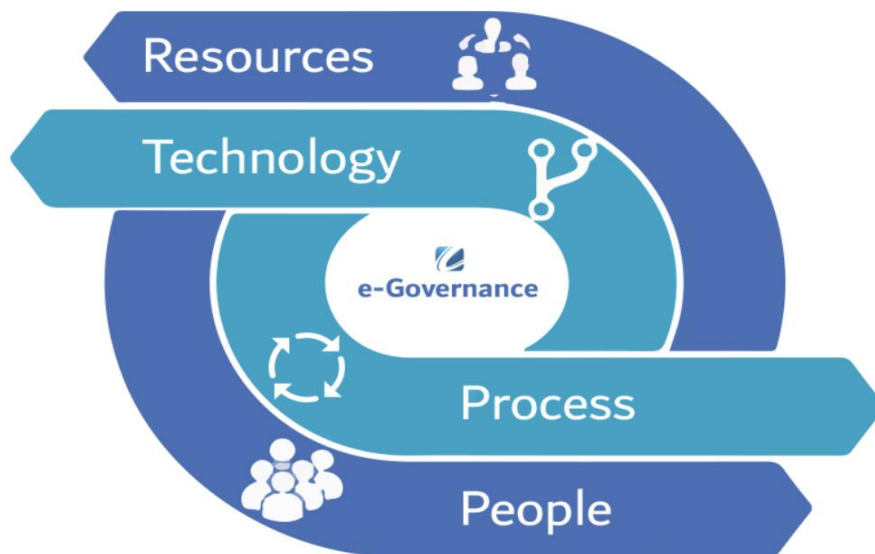 Resources
Technology
e-Governance
Process
People